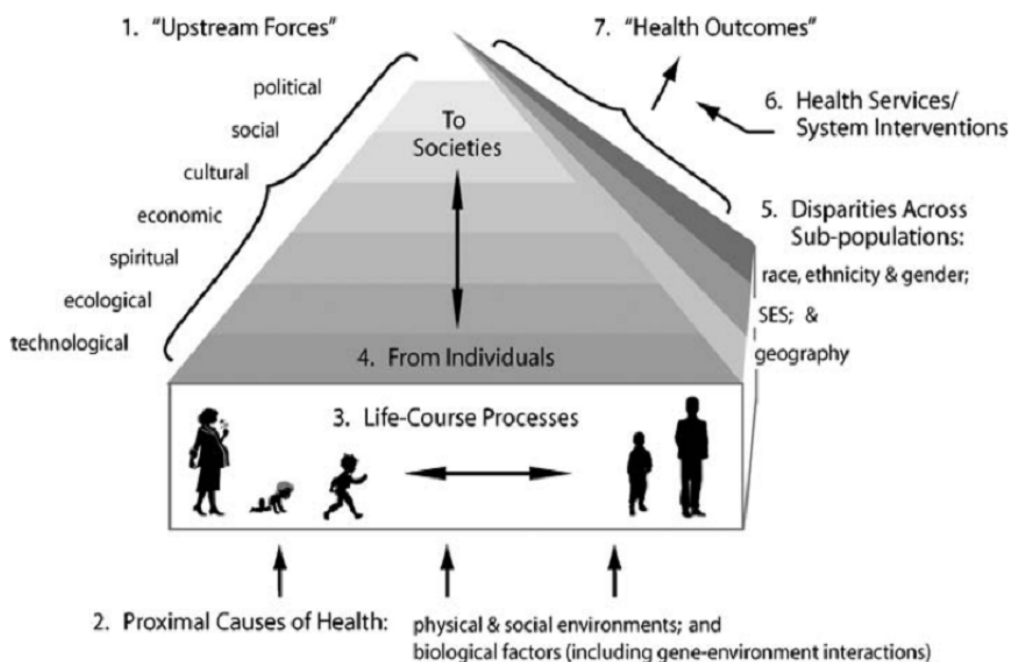 1. "Upstream Forces"
political
social
cultural
economic
spiritual
ecological
technological
7. "Health Outcomes"
6. Health Services/
System Interventions
5. Disparities Across
Sub-populations:
race, ethnicity & gender;
SES; &
geography
To
Societies
4. From Individuals
3. Life-Course Processes
2. Proximal Causes of Health: physical & social environments; and
biological factors (including gene-environment interactions)